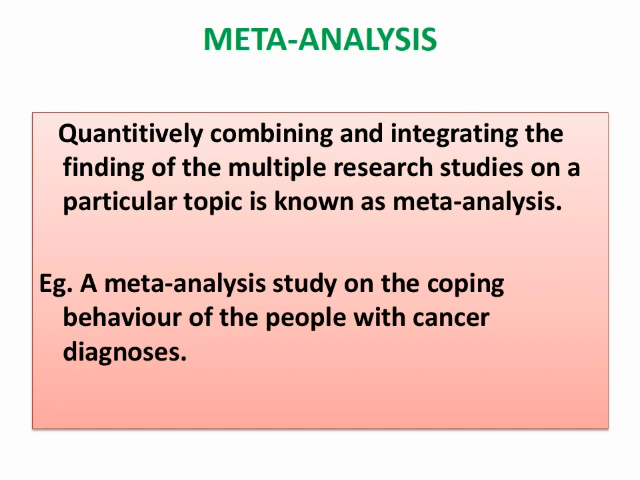 META-ANALYSIS
Quantitively combining and integrating the
finding of the multiple research studies on a
particular topic is known as meta-analysis.
Eg. A meta-analysis study on the coping
behaviour of the people with cancer
diagnoses.